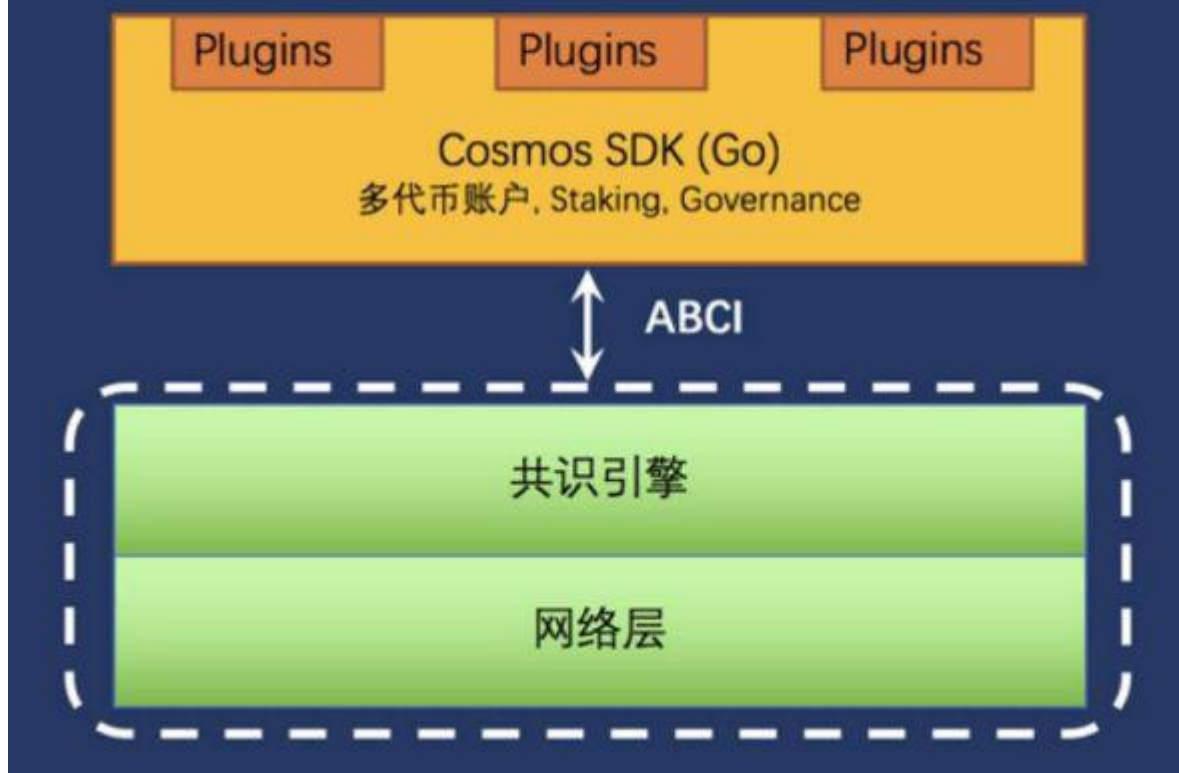 Plugins
Plugins
Plugins
Cosmos SDK (Go)
多代币账户, Staking, Governance
ABCI
共识引擎
网络层